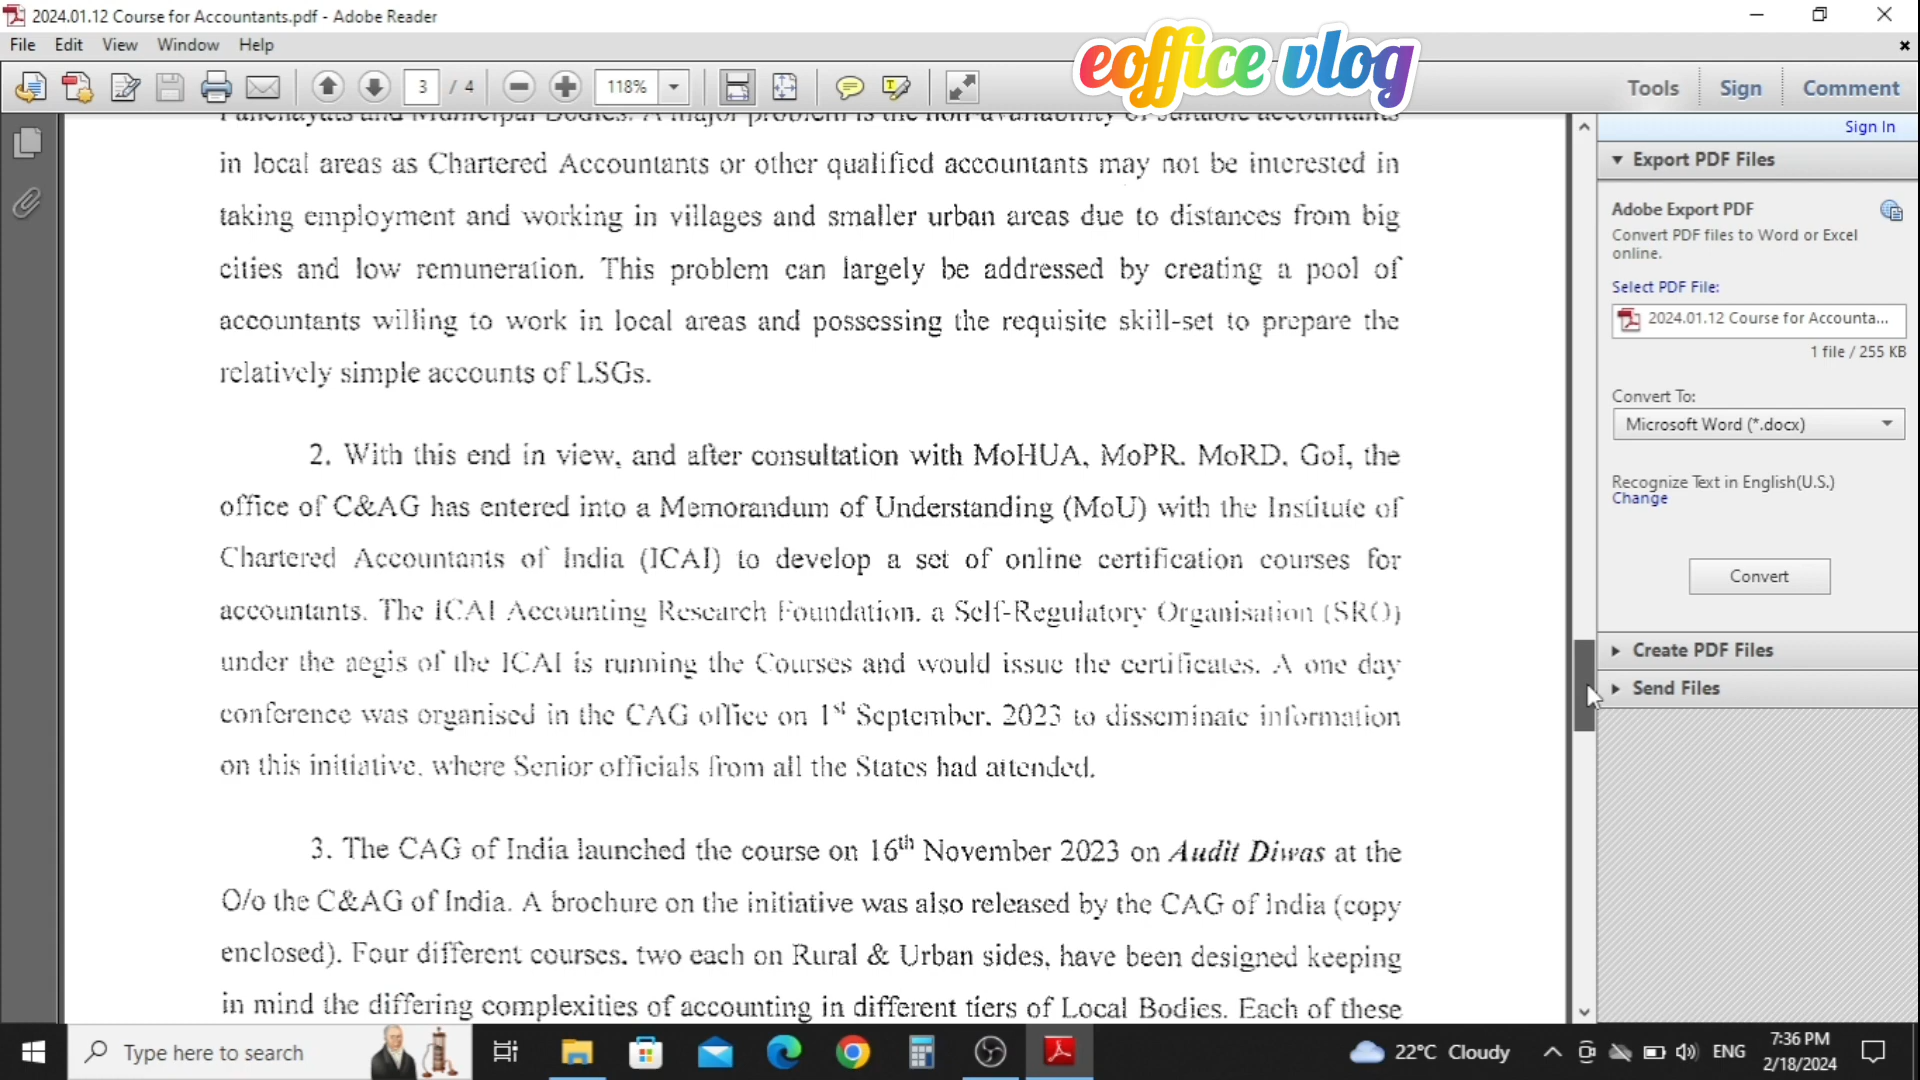 2024.01.12 Course for Accountants.pdf - Adobe Reader
File Edit View Window Help
eoffice vlog
3 / 4 118% Tools Sign Comment
Panchayats and Municipal Bodies. A major problem is the non-availability of suitable accountants
in local areas as Chartered Accountants or other qualified accountants may not be interested in
taking employment and working in villages and smaller urban areas due to distances from big
cities and low remuneration. This problem can largely be addressed by creating a pool of
accountants willing to work in local areas and possessing the requisite skill-set to prepare the
relatively simple accounts of LSGs.
2. With this end in view, and after consultation with MoHUA, MoPR, MoRD, GoI, the
office of C&AG has entered into a Memorandum of Understanding (MoU) with the Institute of
Chartered Accountants of India (ICAI) to develop a set of online certification courses for
accountants. The ICAI Accounting Research Foundation, a Self-Regulatory Organisation (SRO)
under the aegis of the ICAI is running the Courses and would issue the certificates. A one day
conference was organised in the CAG office on 1st September, 2023 to disseminate information
on this initiative, where Senior officials from all the States had attended.
3. The CAG of India launched the course on 16th November 2023 on Audit Diwas at the
O/o the C&AG of India. A brochure on the initiative was also released by the CAG of India (copy
enclosed). Four different courses, two each on Rural & Urban sides, have been designed keeping
in mind the differing complexities of accounting in different tiers of Local Bodies. Each of these
Sign In
Export PDF Files
Adobe Export PDF
Convert PDF files to Word or Excel
online.
Select PDF File:
2024.01.12 Course for Accounta...
1 file / 255 KB
Convert To:
Microsoft Word (*.docx)
Recognize Text in English(U.S.)
Change
Convert
Create PDF Files
Send Files
Type here to search
22°C Cloudy
ENG
7:36 PM
2/18/2024